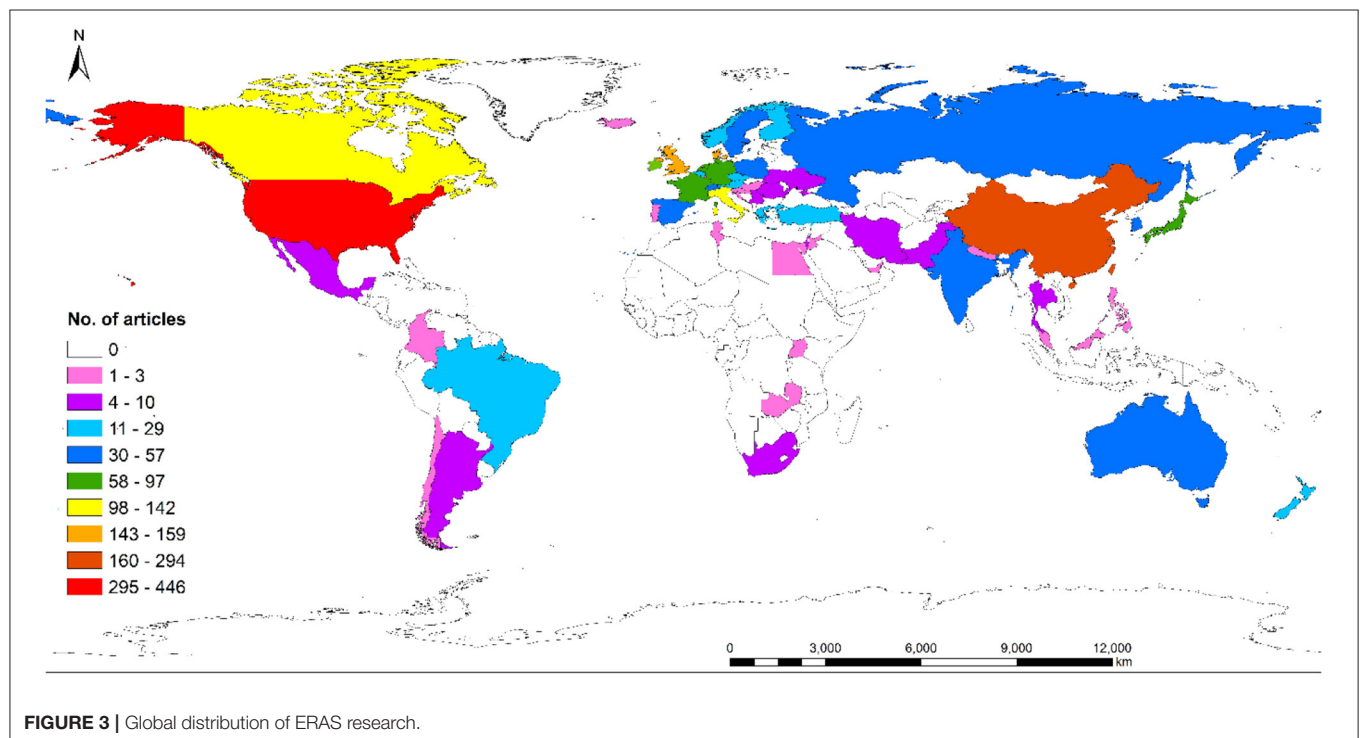 N
No. of articles
0
1 - 3
4 - 10
11 - 29
30 - 57
58 - 97
98 - 142
143 - 159
160 - 294
295 - 446
0 3,000 6,000 9,000 12,000
km
FIGURE 3 | Global distribution of ERAS research.